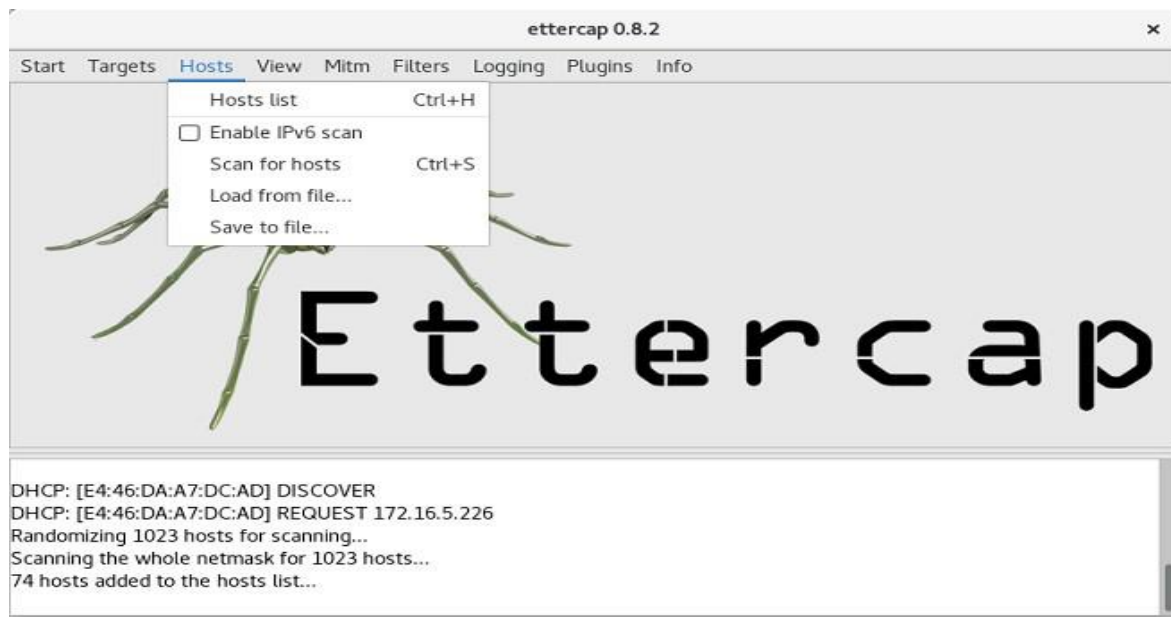 ettercap 0.8.2 ×
Start Targets Hosts View Mitm Filters Logging Plugins Info
Hosts list Ctrl+H
Enable IPv6 scan
Scan for hosts Ctrl+S
Load from file...
Save to file...
Ettercap
DHCP: [E4:46:DA:A7:DC:AD] DISCOVER
DHCP: [E4:46:DA:A7:DC:AD] REQUEST 172.16.5.226
Randomizing 1023 hosts for scanning...
Scanning the whole netmask for 1023 hosts...
74 hosts added to the hosts list...